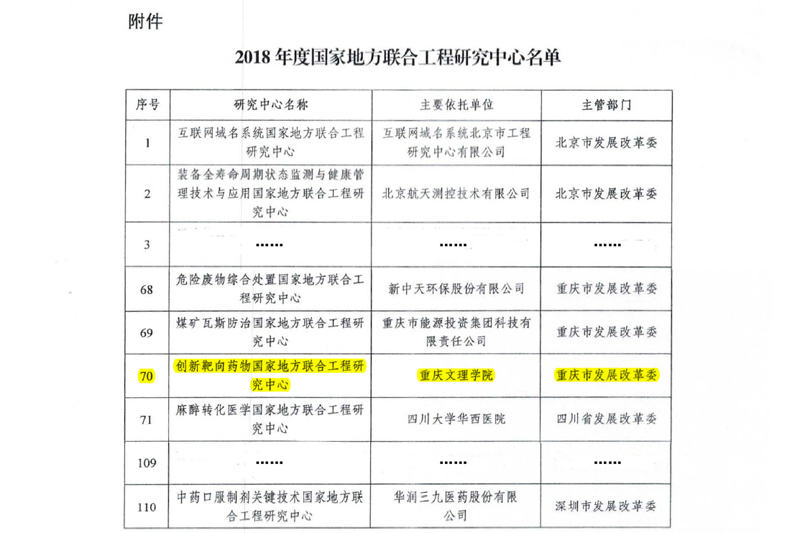 附件
2018 年度国家地方联合工程研究中心名单
序号 研究中心名称 主要依托单位 主管部门
1 互联网域名系统国家地方联合工程研究中心 互联网域名系统北京市工程研究中心有限公司 北京市发展改革委
2 装备全寿命周期状态监测与健康管理技术与应用国家地方联合工程研究中心 北京航天测控技术有限公司 北京市发展改革委
3 …… …… ……
68 危险废物综合处置国家地方联合工程研究中心 新中天环保股份有限公司 重庆市发展改革委
69 煤矿瓦斯防治国家地方联合工程研究中心 重庆市能源投资集团科技有限责任公司 重庆市发展改革委
70 创新靶向药物国家地方联合工程研究中心 重庆文理学院 重庆市发展改革委
71 麻醉转化医学国家地方联合工程研究中心 四川大学华西医院 四川省发展改革委
109 …… …… ……
110 中药口服制剂关键技术国家地方联合工程研究中心 华润三九医药股份有限公司 深圳市发展改革委